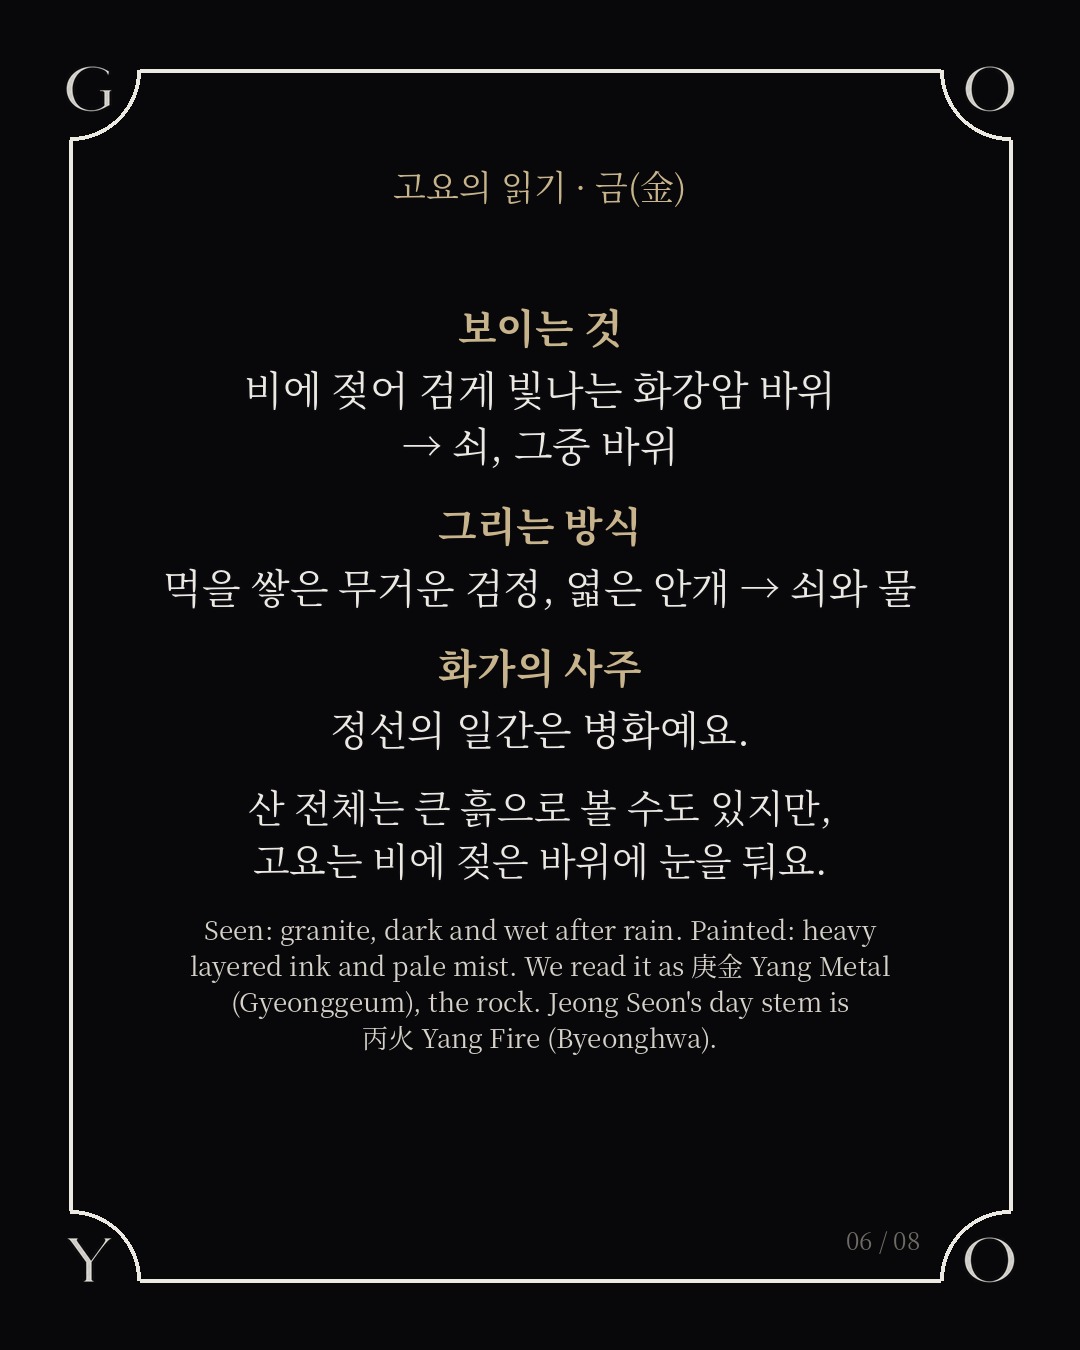 G O
고요의 읽기 · 금(金)
보이는 것
비에 젖어 검게 빛나는 화강암 바위
→ 쇠, 그중 바위
그리는 방식
먹을 쌓은 무거운 검정, 엷은 안개 → 쇠와 물
화가의 사주
정선의 일간은 병화예요.
산 전체는 큰 흙으로 볼 수도 있지만,
고요는 비에 젖은 바위에 눈을 둬요.
Seen: granite, dark and wet after rain. Painted: heavy
layered ink and pale mist. We read it as 庚金 Yang Metal
(Gyeonggeum), the rock. Jeong Seon's day stem is
丙火 Yang Fire (Byeonghwa).
06 / 08
Y O